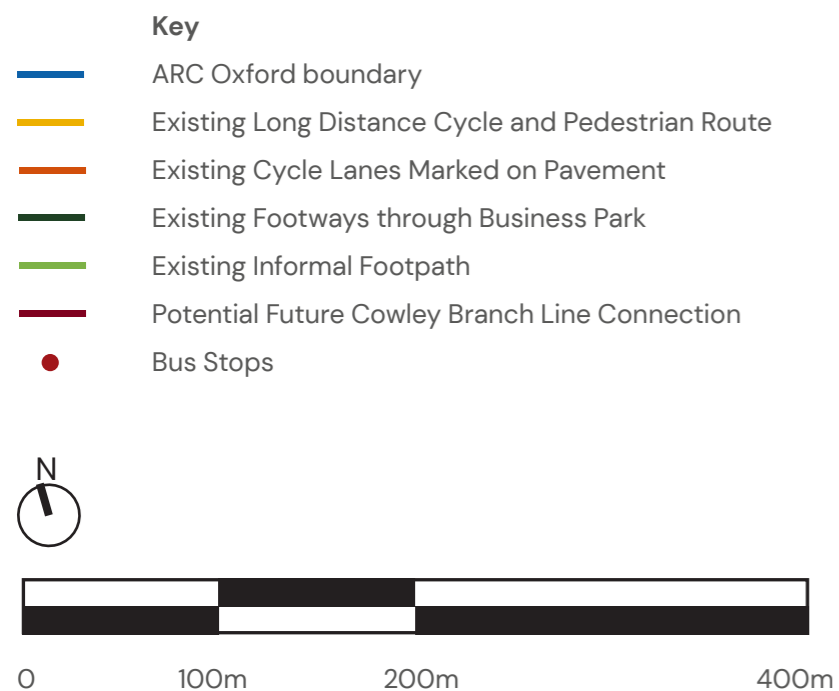 Key
ARC Oxford boundary
Existing Long Distance Cycle and Pedestrian Route
Existing Cycle Lanes Marked on Pavement
Existing Footways through Business Park
Existing Informal Footpath
Potential Future Cowley Branch Line Connection
Bus Stops
N
0 100m 200m 400m